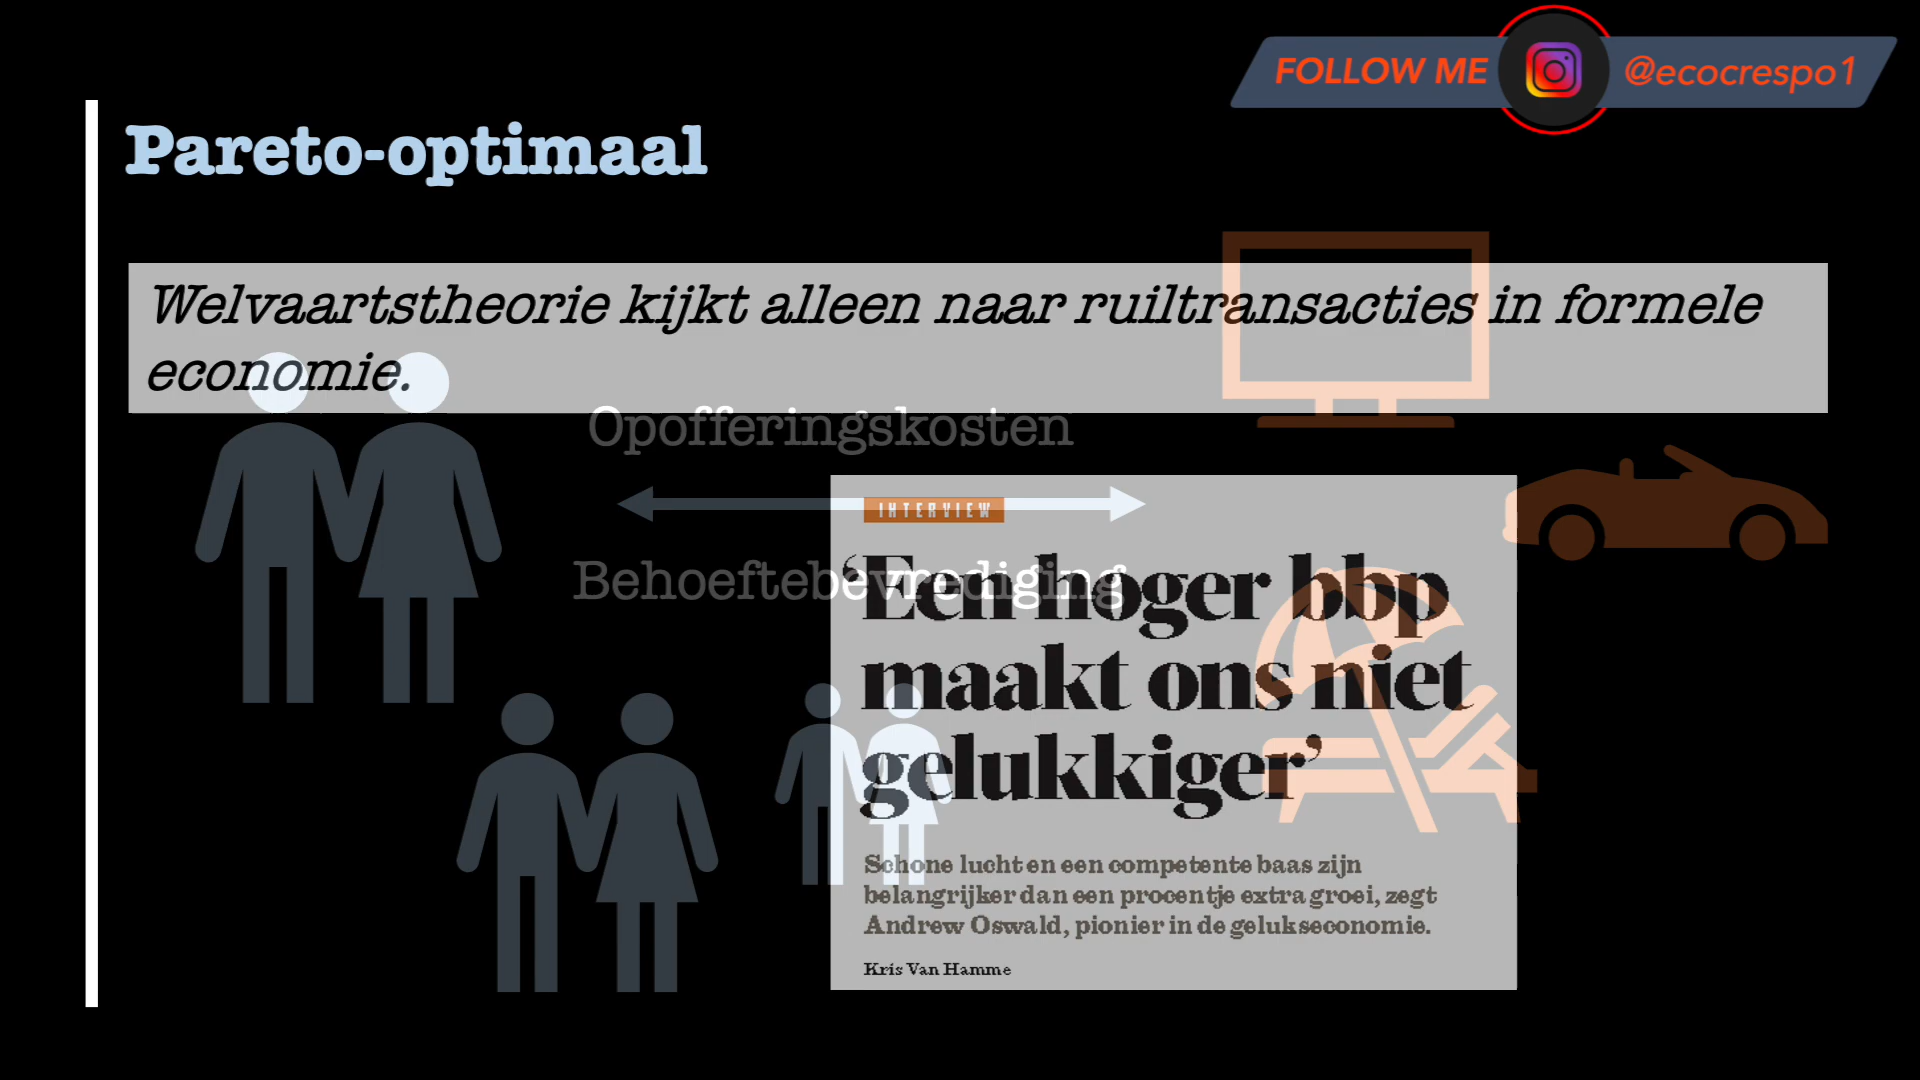 FOLLOW ME @ecocrespo1
Pareto-optimaal
Welvaartstheorie kijkt alleen naar ruiltransacties in formele
economie.
Opofferingskosten
INTERVIEW
Behoeftebevrediging
‘Een hoger bbp
maakt ons niet
gelukkiger’
Schone lucht en een competente baas zijn
belangrijker dan een procentje extra groei, zegt
Andrew Oswald, pionier in de gelukseconomie.
Kris Van Hamme